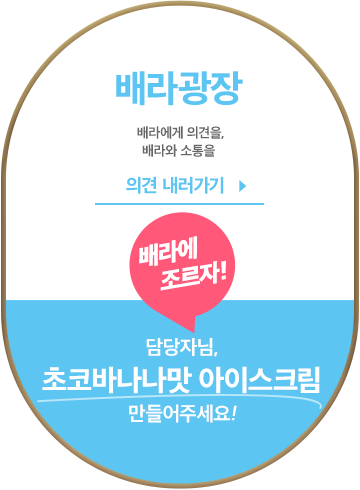 배라광장
배라에게 의견을,
배라와 소통을
의견 내러가기 ▶
배라에
조르자!
담당자님,
초코바나나맛 아이스크림
만들어주세요!